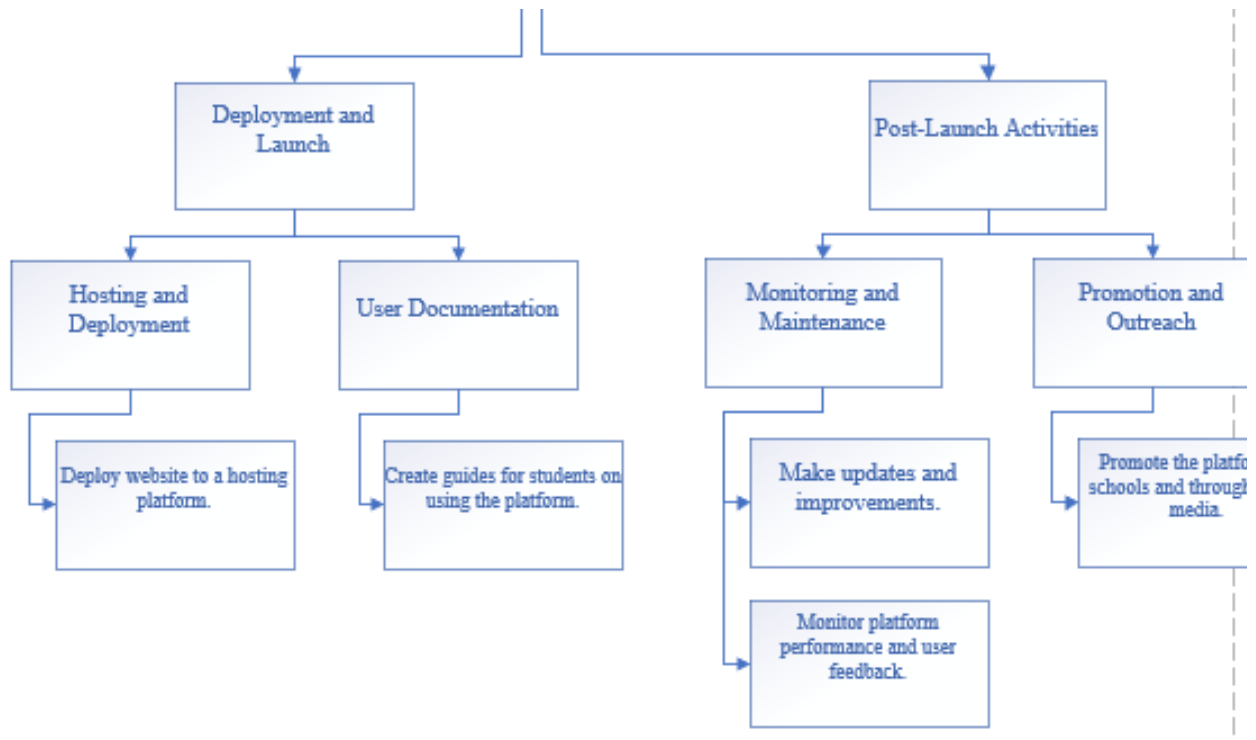 Deployment and
Launch
Post-Launch Activities
Hosting and
Deployment
User Documentation
Monitoring and
Maintenance
Promotion and
Outreach
Deploy website to a hosting
platform.
Create guides for students on
using the platform.
Make updates and
improvements.
Promote the
schools and through
media.
Monitor platform
performance and user
feedback.